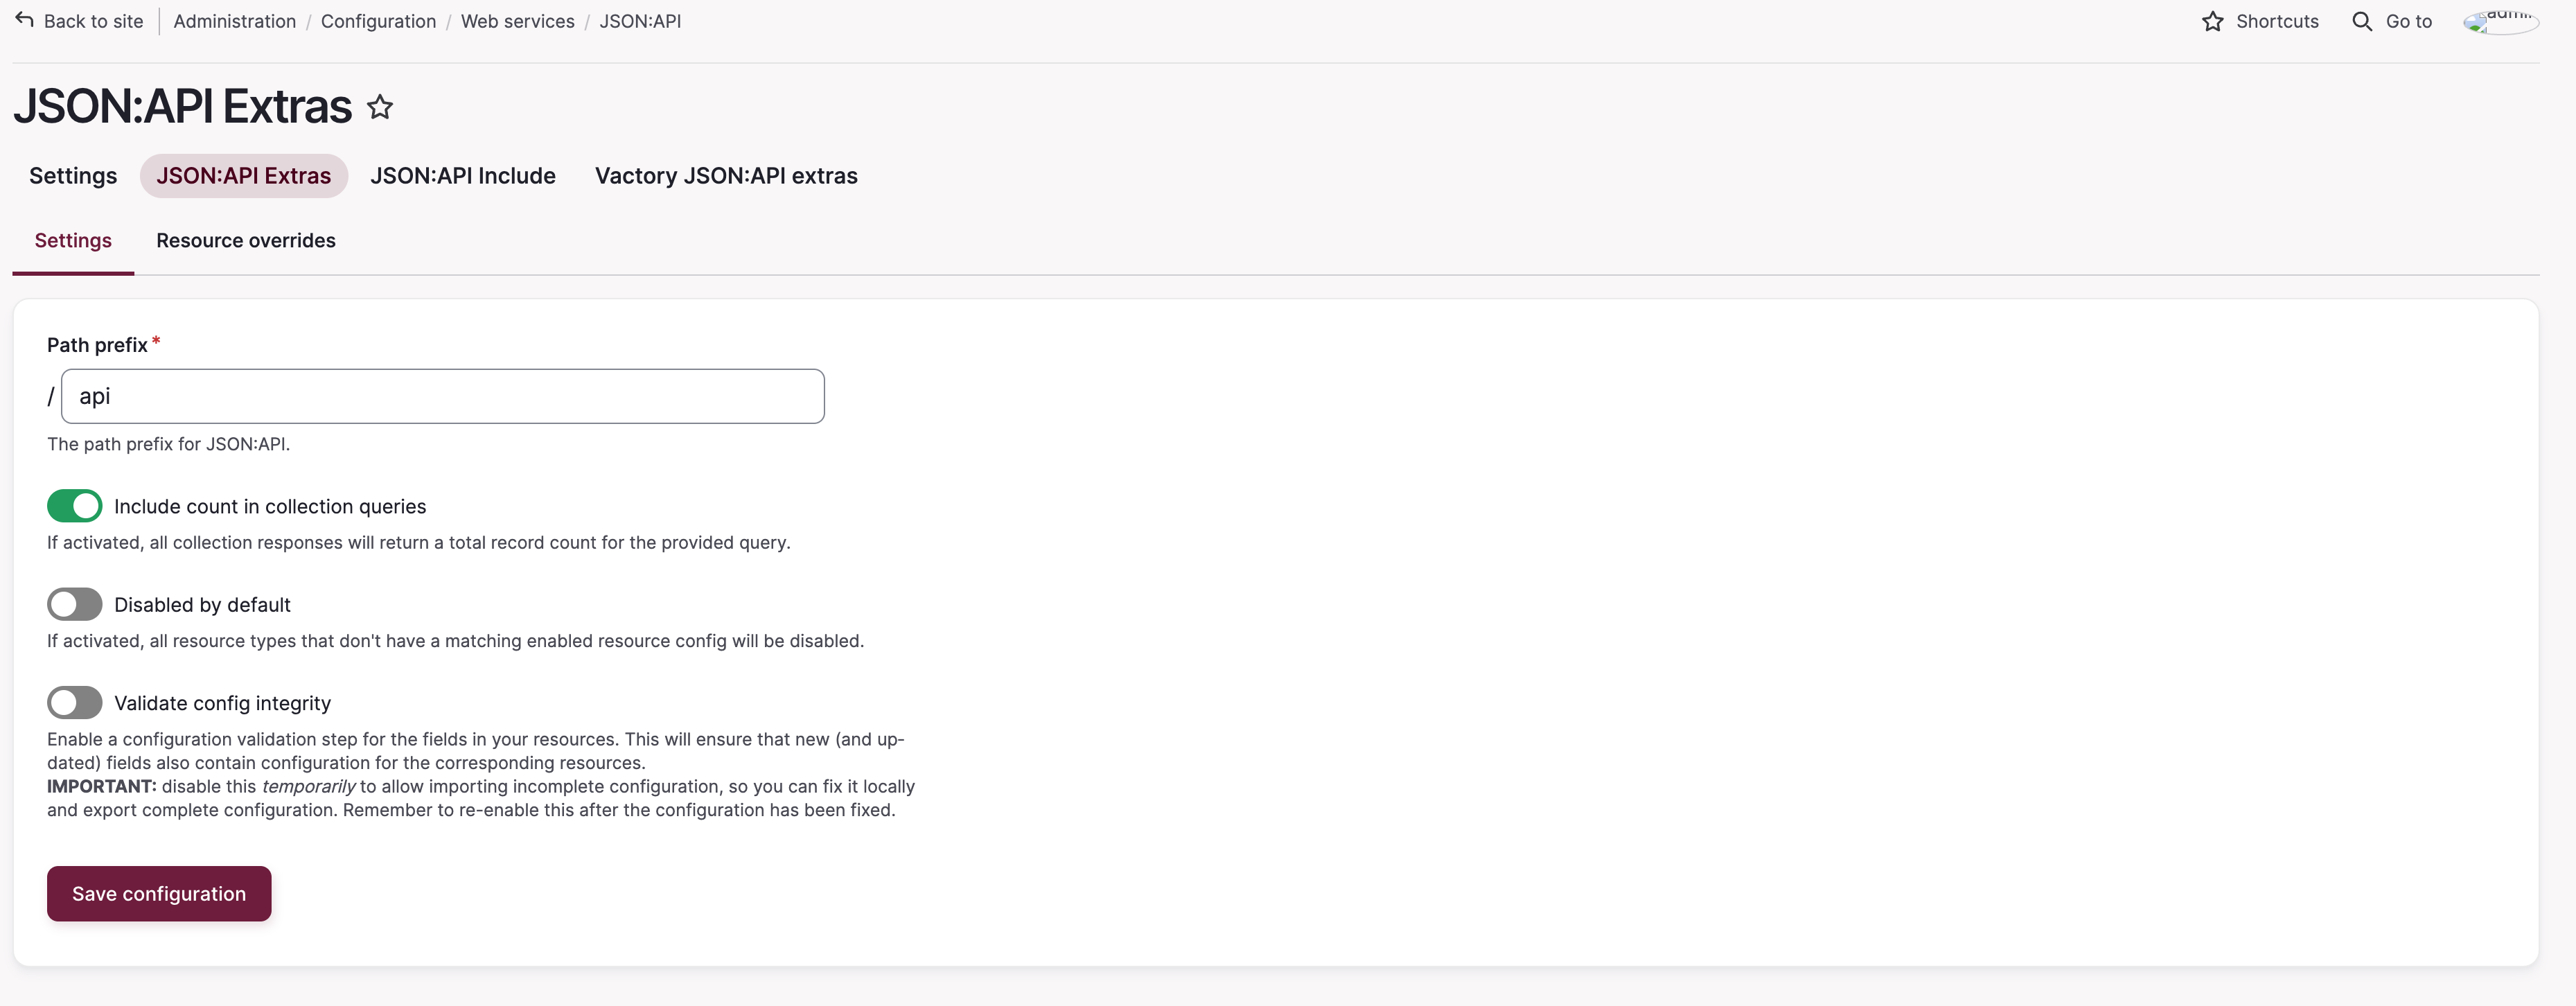 Back to site Administration / Configuration / Web services / JSON:API Shortcuts Go to
JSON:API Extras
Settings JSON:API Extras JSON:API Include Vactory JSON:API extras
Settings Resource overrides
Path prefix*
/ api
The path prefix for JSON:API.
Include count in collection queries
If activated, all collection responses will return a total record count for the provided query.
Disabled by default
If activated, all resource types that don't have a matching enabled resource config will be disabled.
Validate config integrity
Enable a configuration validation step for the fields in your resources. This will ensure that new (and up-
dated) fields also contain configuration for the corresponding resources.
IMPORTANT: disable this temporarily to allow importing incomplete configuration, so you can fix it locally
and export complete configuration. Remember to re-enable this after the configuration has been fixed.
Save configuration